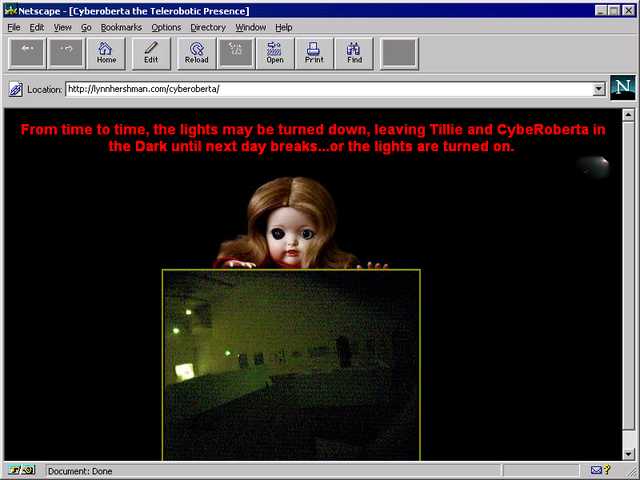 Netscape - [Cyberoberta the Telerobotic Presence]
File Edit View Go Bookmarks Options Directory Window Help
Home Edit Reload Open Print Find
Location: http://lynnhershman.com/cyberoberta/
N
From time to time, the lights may be turned down, leaving Tillie and CybeRoberta in
the Dark until next day breaks...or the lights are turned on.
Document: Done
?